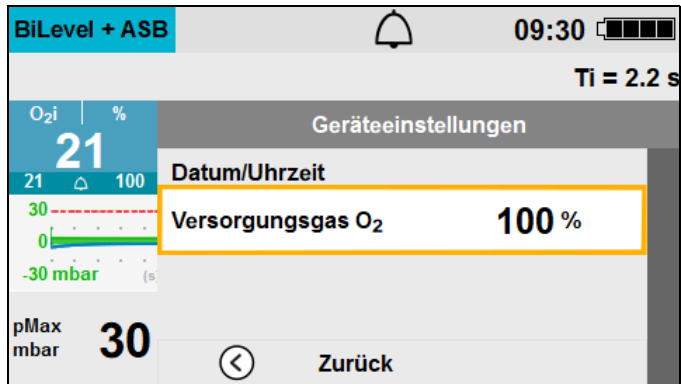 BiLevel + ASB 09:30
Ti = 2.2 s
O₂i %
21
21 100
Geräteeinstellungen
Datum/Uhrzeit
Versorgungsgas O₂ 100 %
30
0
-30 mbar (s
pMax
mbar 30
Zurück